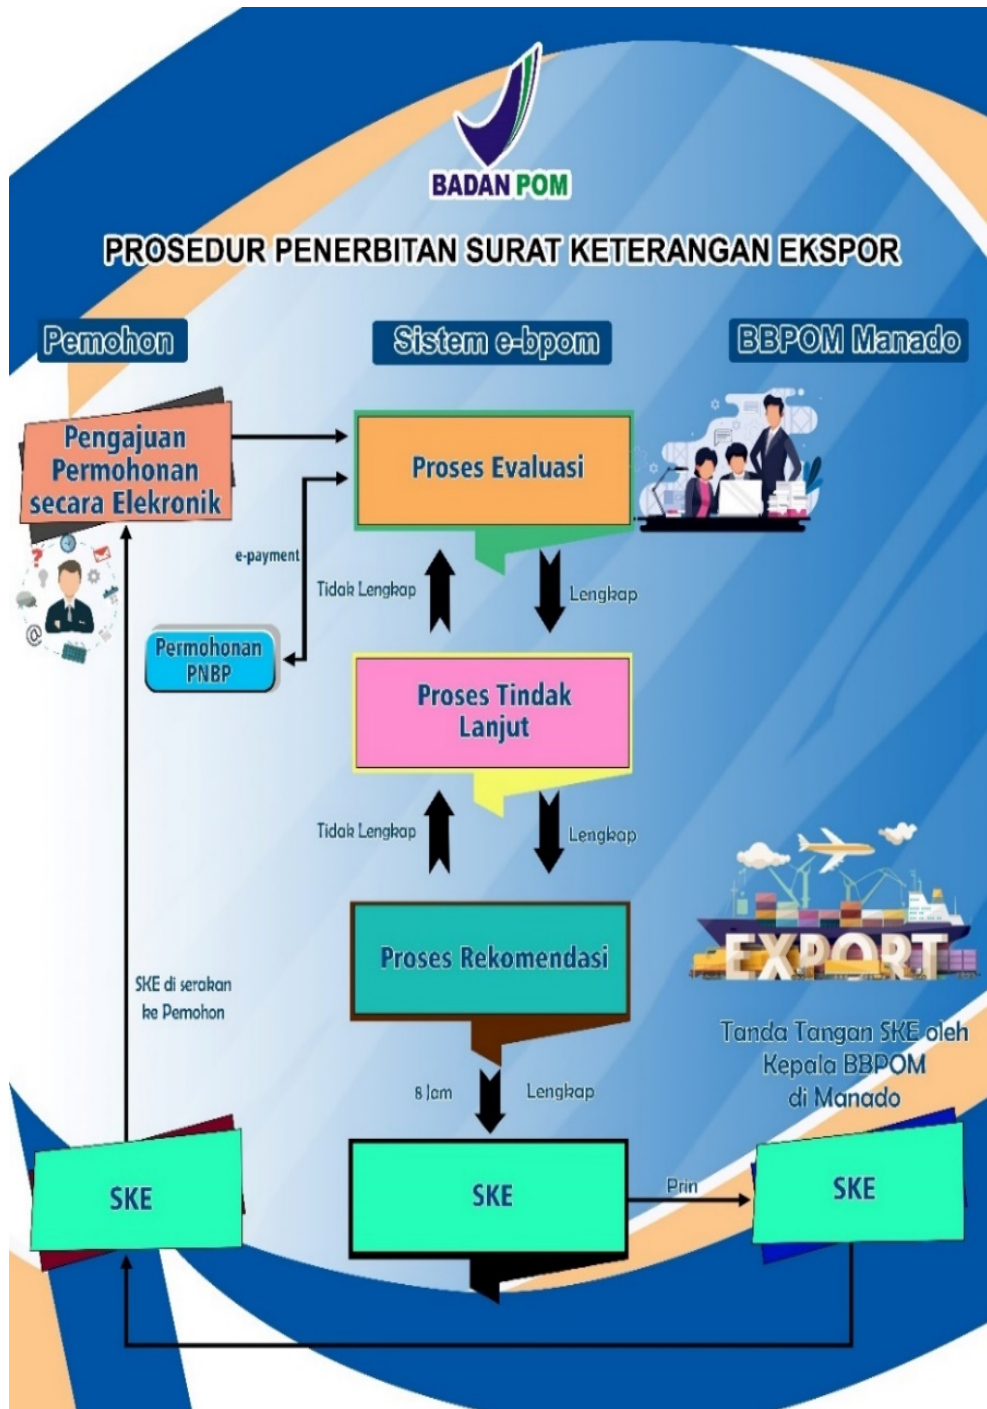 BADAN POM
PROSEDUR PENERBITAN SURAT KETERANGAN EKSPOR
Pemohon
Sistem e-bpom
BBPOM Manado
Pengajuan
Permohonan
secara Elekronik
Proses Evaluasi
e-payment
Tidak Lengkap
Lengkap
?
@
Permohonan
PNBP
Proses Tindak
Lanjut
Tidak Lengkap
Lengkap
Proses Rekomendasi
EXPORT
SKE di serakan
ke Pemohon
Tanda Tangan SKE oleh
Kepala BBPOM
di Manado
8 Jam
Lengkap
SKE
SKE
Prin
SKE